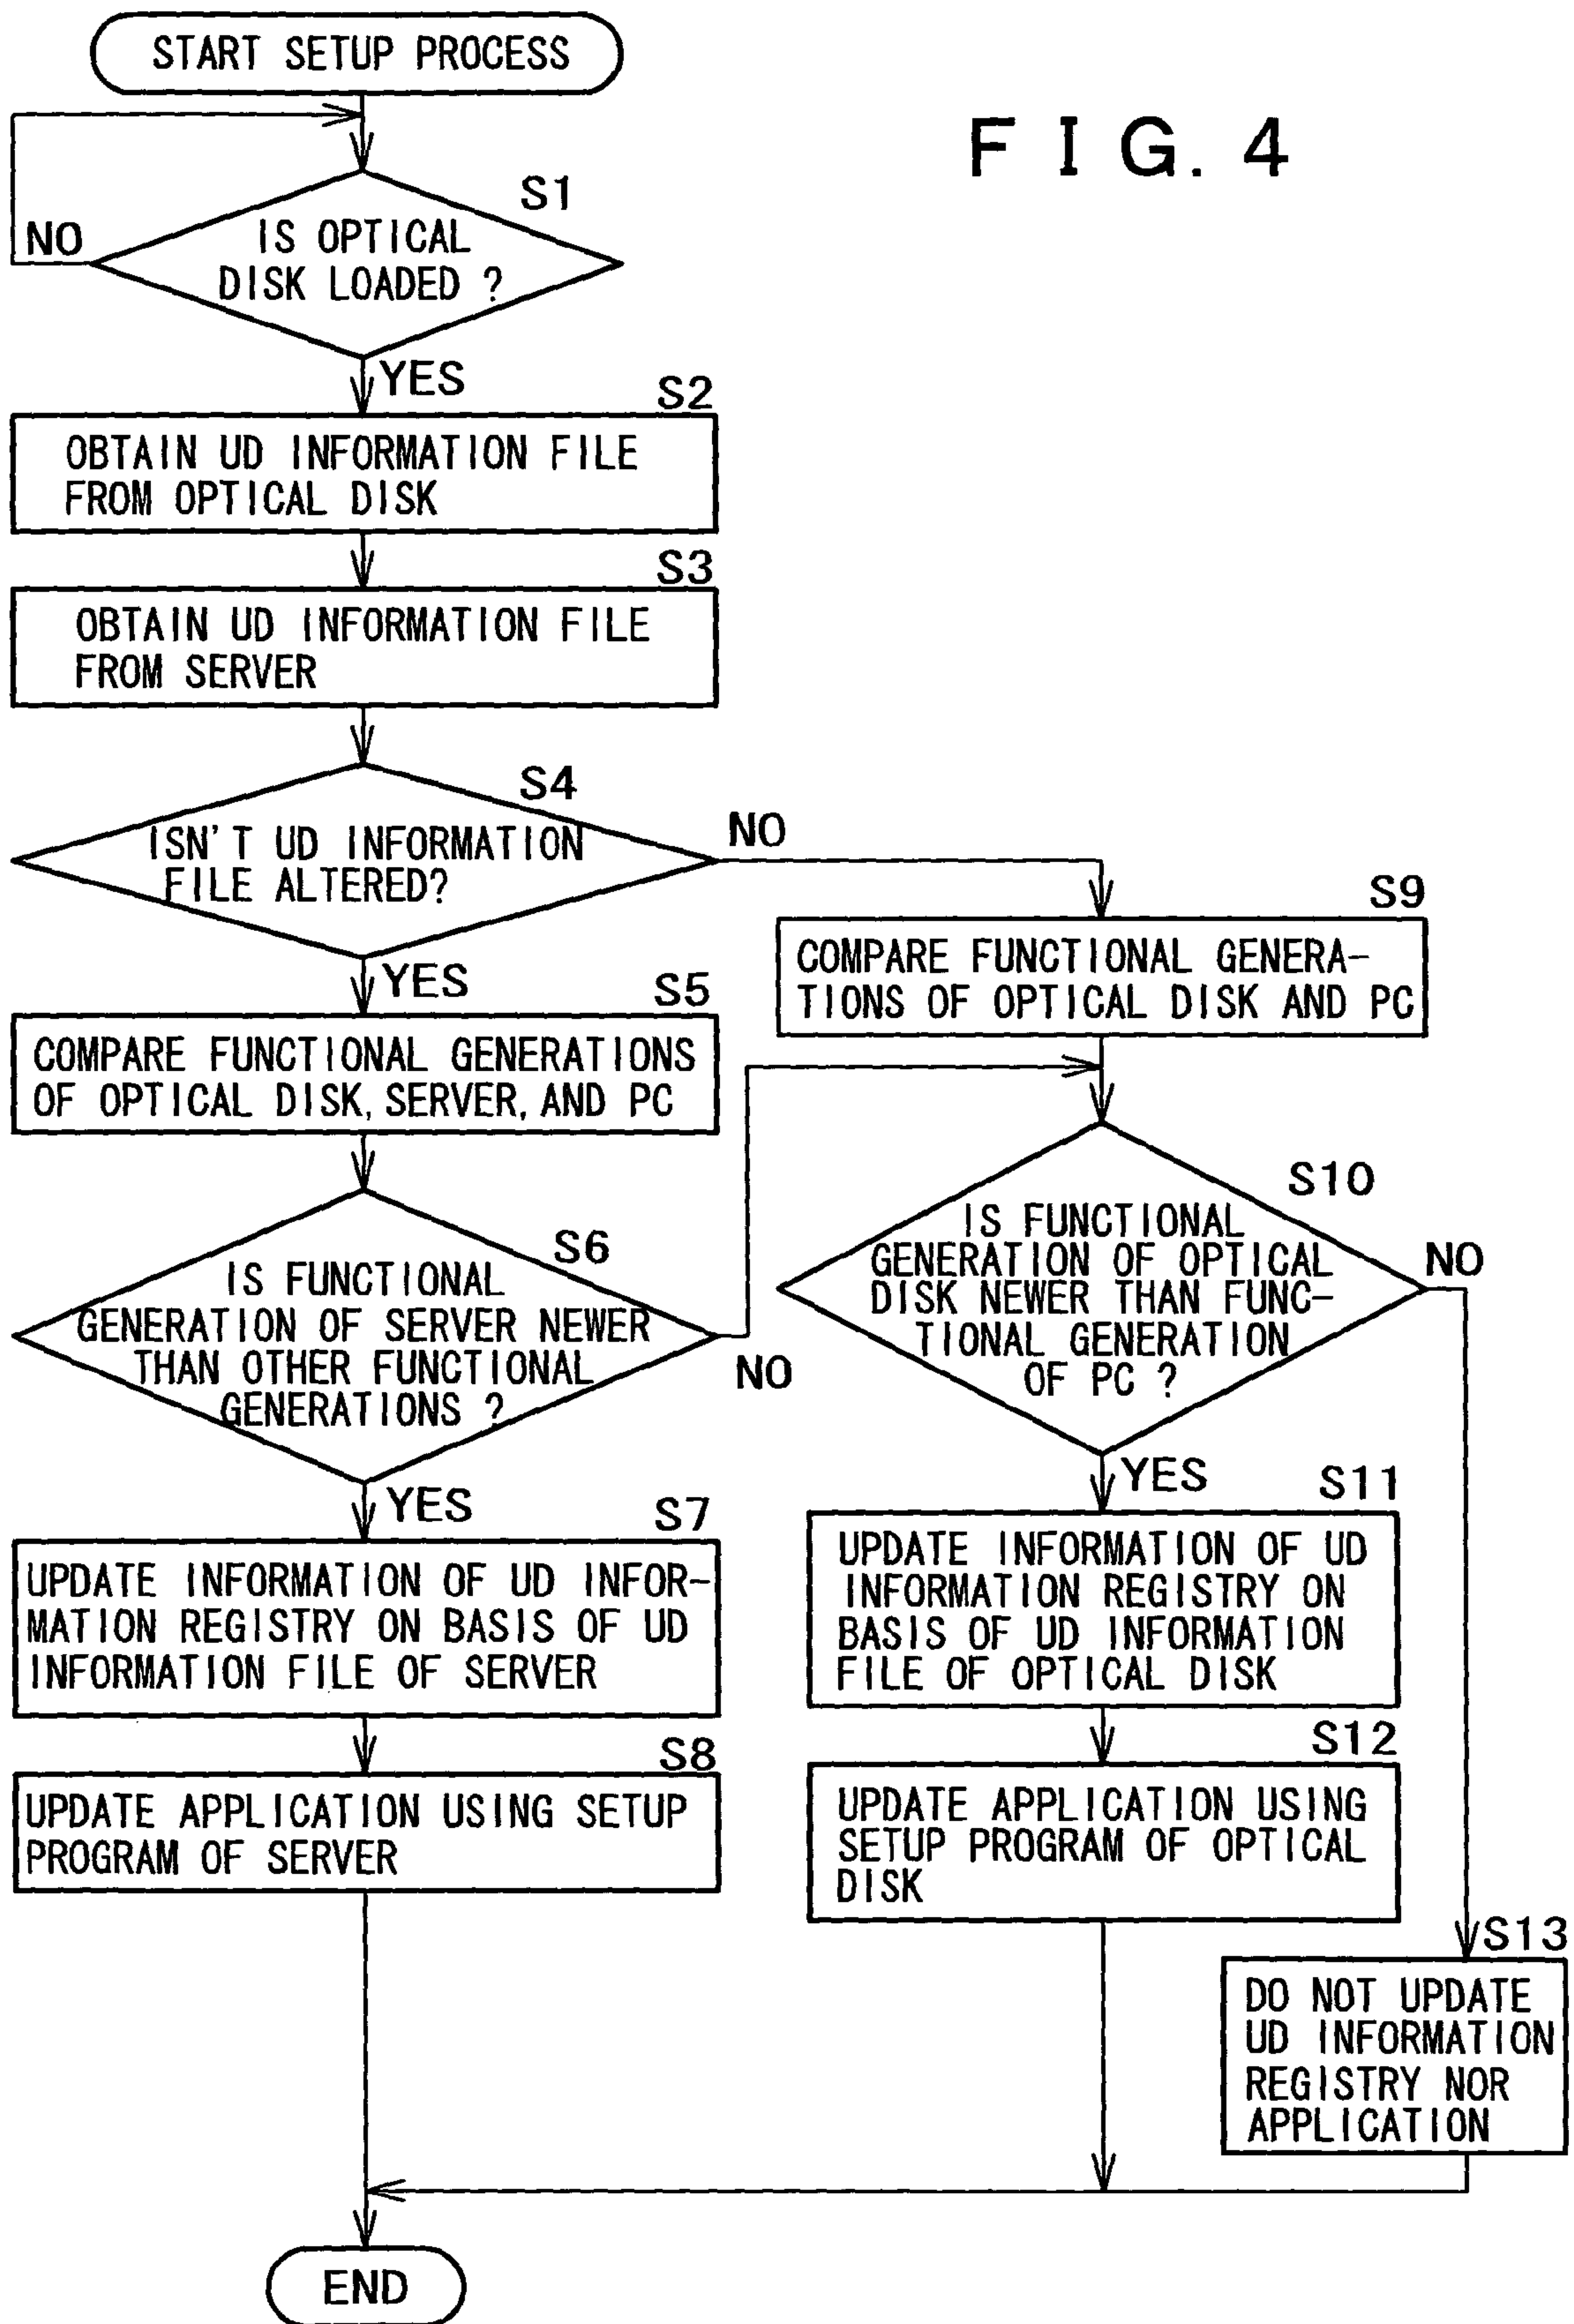 START SETUP PROCESS
FIG. 4
S1
NO
IS OPTICAL
DISK LOADED ?
YES
S2
OBTAIN UD INFORMATION FILE
FROM OPTICAL DISK
S3
OBTAIN UD INFORMATION FILE
FROM SERVER
S4
ISN'T UD INFORMATION
FILE ALTERED?
NO
YES
S5
COMPARE FUNCTIONAL GENERATIONS
OF OPTICAL DISK, SERVER, AND PC
S6
IS FUNCTIONAL
GENERATION OF SERVER NEWER
THAN OTHER FUNCTIONAL
GENERATIONS ?
NO
YES
S7
UPDATE INFORMATION OF UD INFOR-
MATION REGISTRY ON BASIS OF UD
INFORMATION FILE OF SERVER
S8
UPDATE APPLICATION USING SETUP
PROGRAM OF SERVER
S9
COMPARE FUNCTIONAL GENERA-
TIONS OF OPTICAL DISK AND PC
S10
IS FUNCTIONAL
GENERATION OF OPTICAL
DISK NEWER THAN FUNC-
TIONAL GENERATION
OF PC ?
NO
YES
S11
UPDATE INFORMATION OF UD
INFORMATION REGISTRY ON
BASIS OF UD INFORMATION
FILE OF OPTICAL DISK
S12
UPDATE APPLICATION USING
SETUP PROGRAM OF OPTICAL
DISK
S13
DO NOT UPDATE
UD INFORMATION
REGISTRY NOR
APPLICATION
END